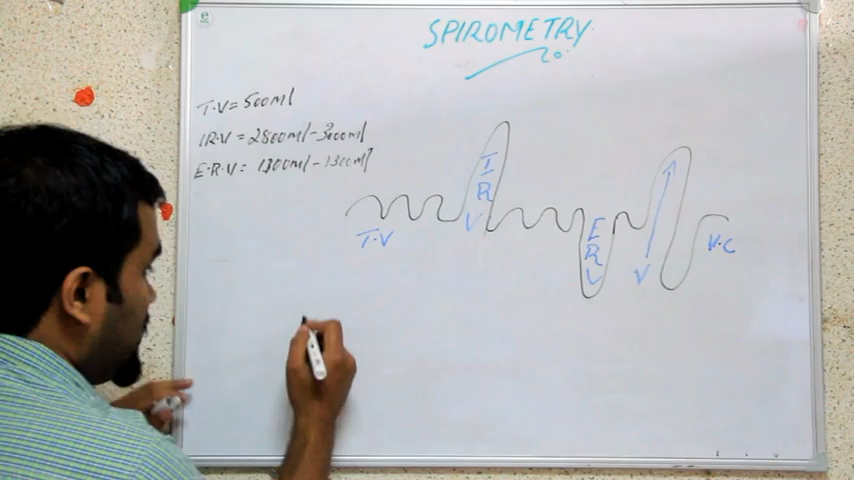 SPIROMETRY
T.V = 500ml
IRV = 2800ml - 3000ml
E.R.V = 1100ml - 1300ml
I
R
V
T.V
E
R
V
V
V.C